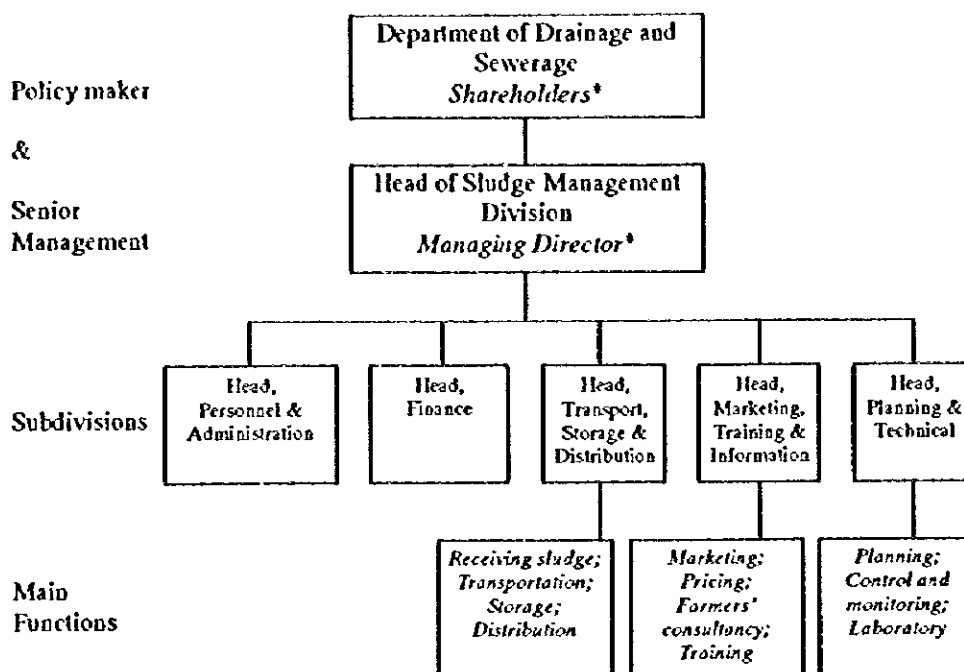 Department of Drainage and
Sewerage
Shareholders*
Policy maker
&
Senior
Management
Head of Sludge Management
Division
Managing Director*
Subdivisions
Head,
Personnel &
Administration
Head,
Finance
Head,
Transport,
Storage &
Distribution
Head,
Marketing,
Training &
Information
Head,
Planning &
Technical
Main
Functions
Receiving sludge;
Transportation;
Storage;
Distribution
Marketing;
Pricing;
Farmers'
consultancy;
Training
Planning;
Control and
monitoring;
Laboratory